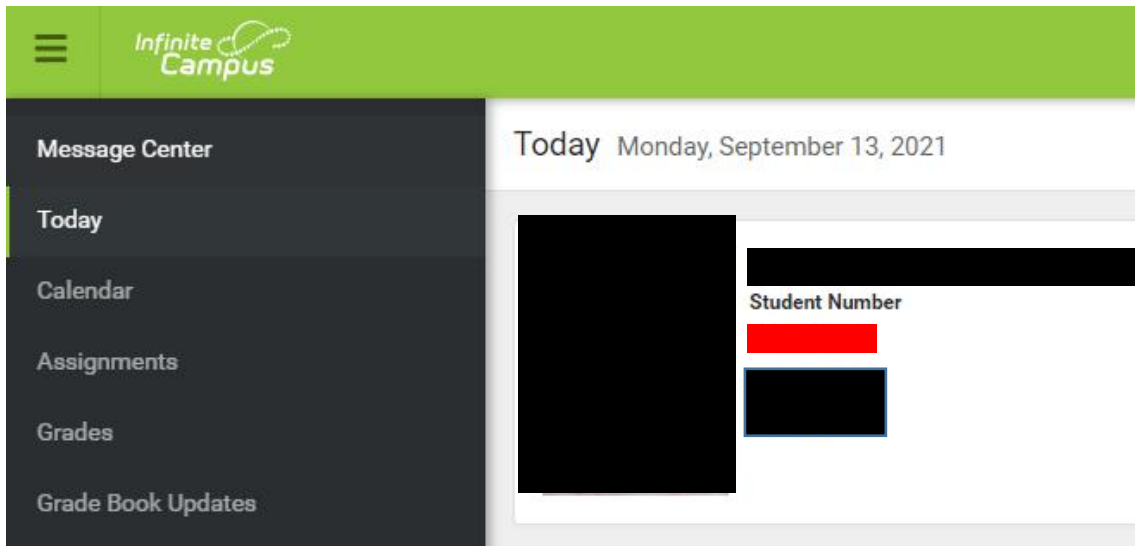 Infinite
Campus
Message Center
Today
Calendar
Assignments
Grades
Grade Book Updates
Today Monday, September 13, 2021
Student Number